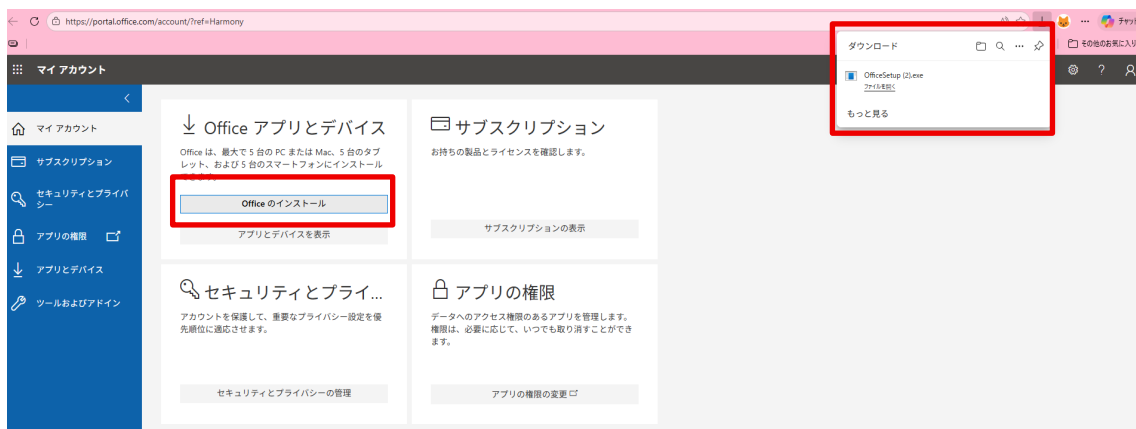 https://portal.office.com/account/?ref=Harmony
ダウンロード
その他のお気に入り
OfficeSetup (2).exe
ファイルを開く
もっと見る
マイ アカウント
マイ アカウント
サブスクリプション
セキュリティとプライバ
シー
アプリの権限
アプリとデバイス
ツールおよびアドイン
Office アプリとデバイス
Office は、最大で 5 台の PC または Mac、5 台のタブ
レット、および 5 台のスマートフォンにインストール
できます。
Office のインストール
アプリとデバイスを表示
サブスクリプション
お持ちの製品とライセンスを確認します。
サブスクリプションの表示
セキュリティとプライ...
アカウントを保護して、重要なプライバシー設定を優
先順位に適応させます。
セキュリティとプライバシーの管理
アプリの権限
データへのアクセス権限のあるアプリを管理します。
権限は、必要に応じて、いつでも取り消すことができ
ます。
アプリの権限の変更